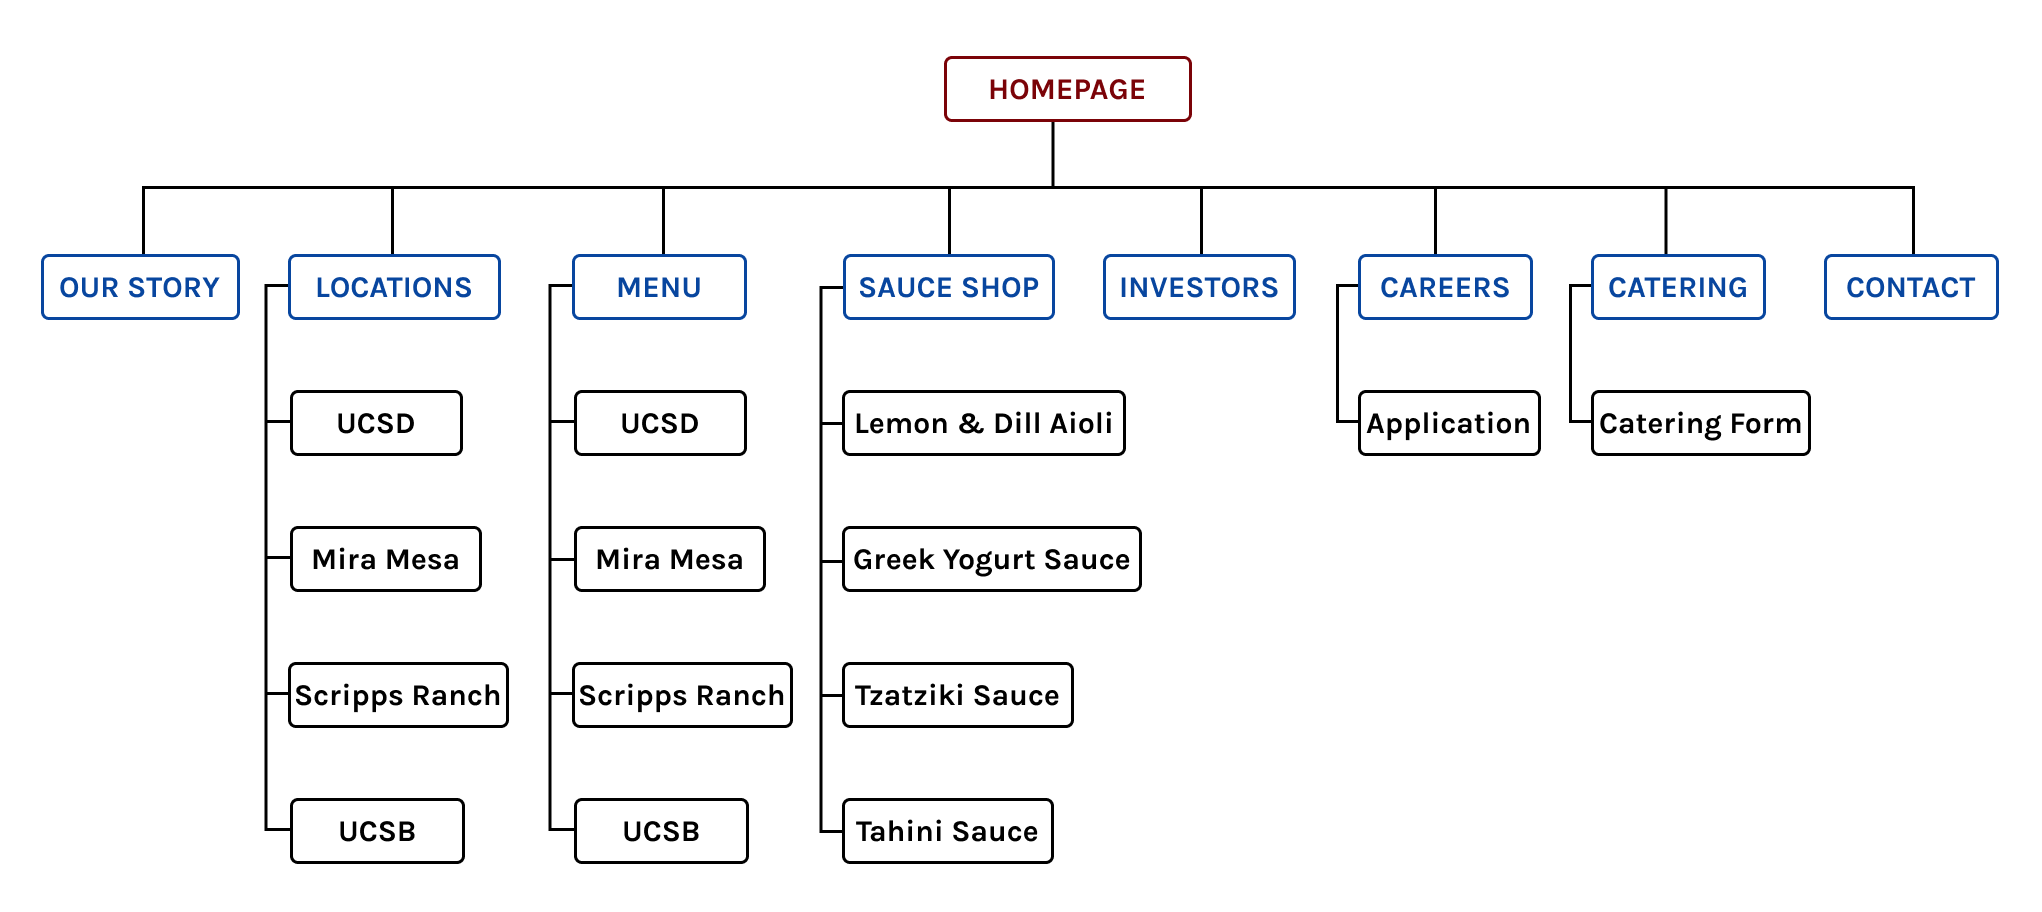 HOMEPAGE
OUR STORY
LOCATIONS
MENU
SAUCE SHOP
INVESTORS
CAREERS
CATERING
CONTACT
UCSD
UCSD
Lemon & Dill Aioli
Application
Catering Form
Mira Mesa
Mira Mesa
Greek Yogurt Sauce
Scripps Ranch
Scripps Ranch
Tzatziki Sauce
UCSB
UCSB
Tahini Sauce